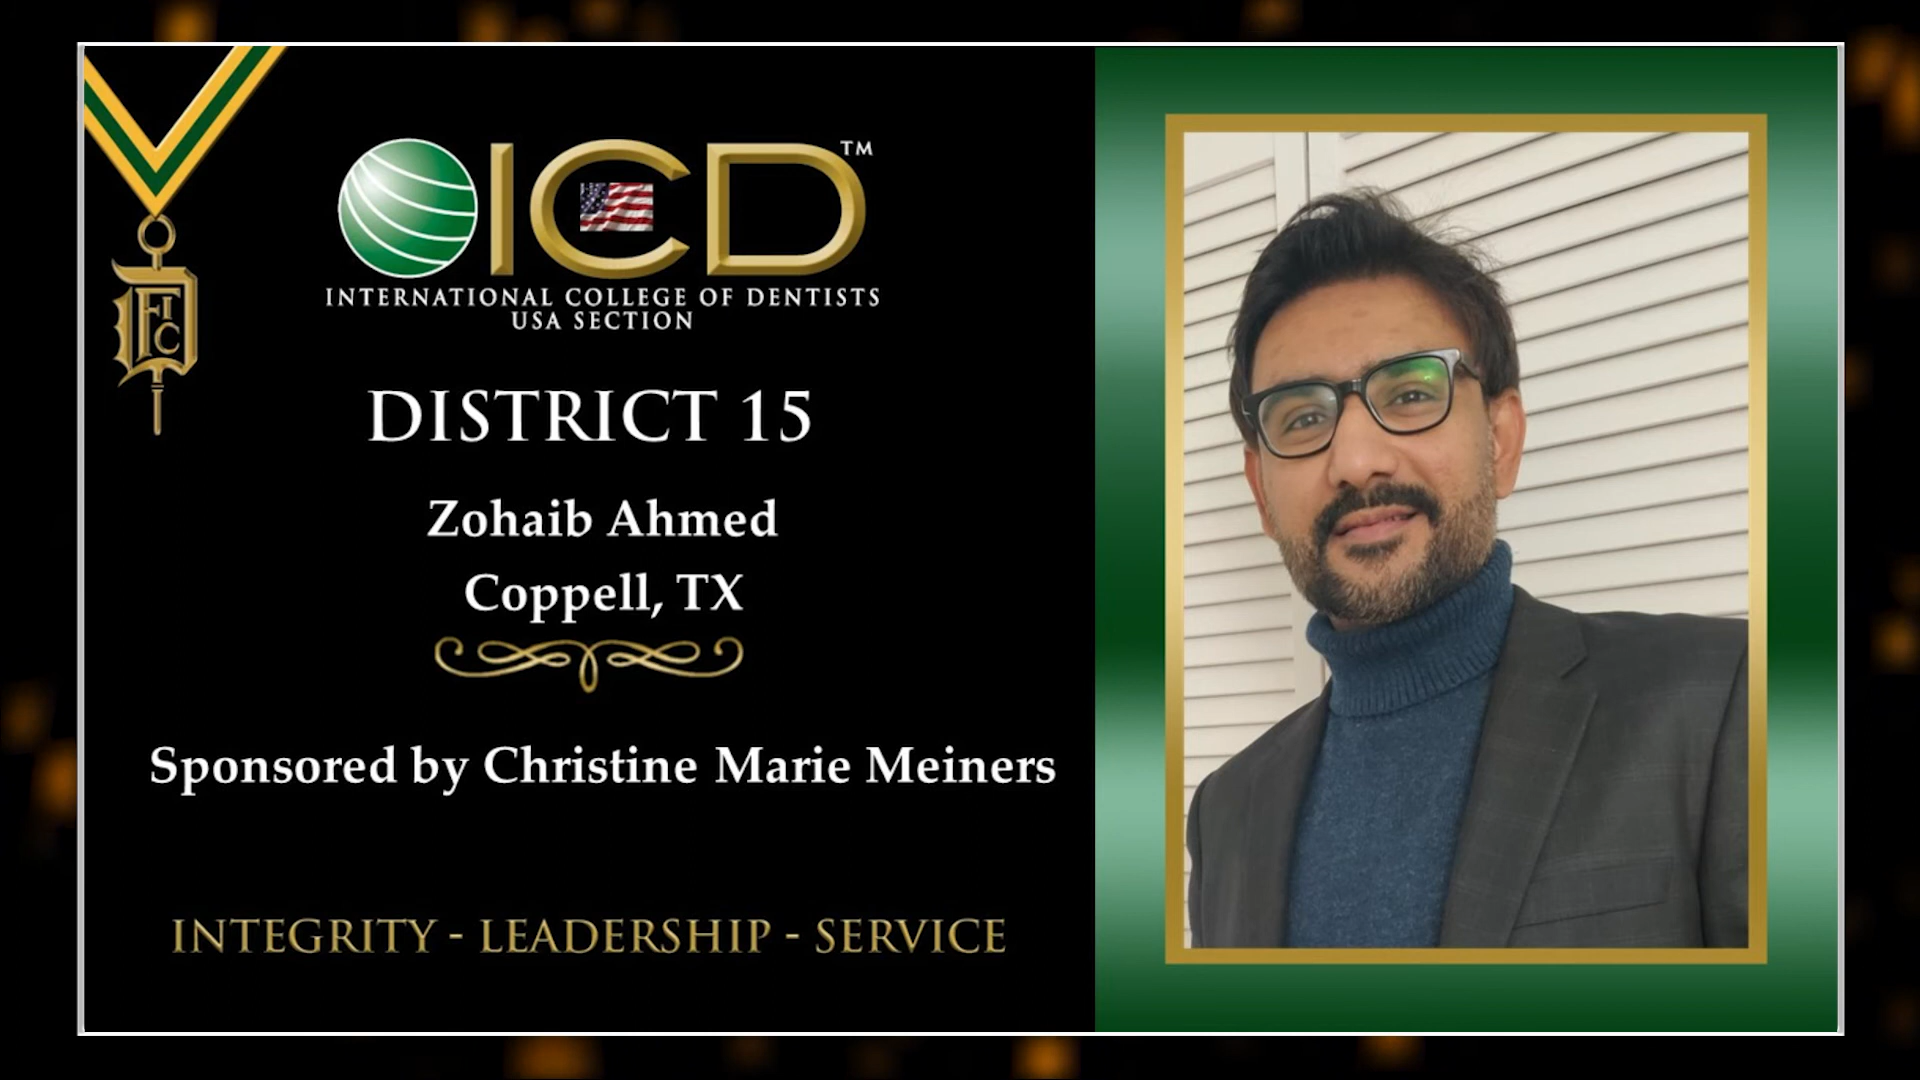 ICD™
INTERNATIONAL COLLEGE OF DENTISTS
USA SECTION
FICD
DISTRICT 15
Zohaib Ahmed
Coppell, TX
Sponsored by Christine Marie Meiners
INTEGRITY - LEADERSHIP - SERVICE